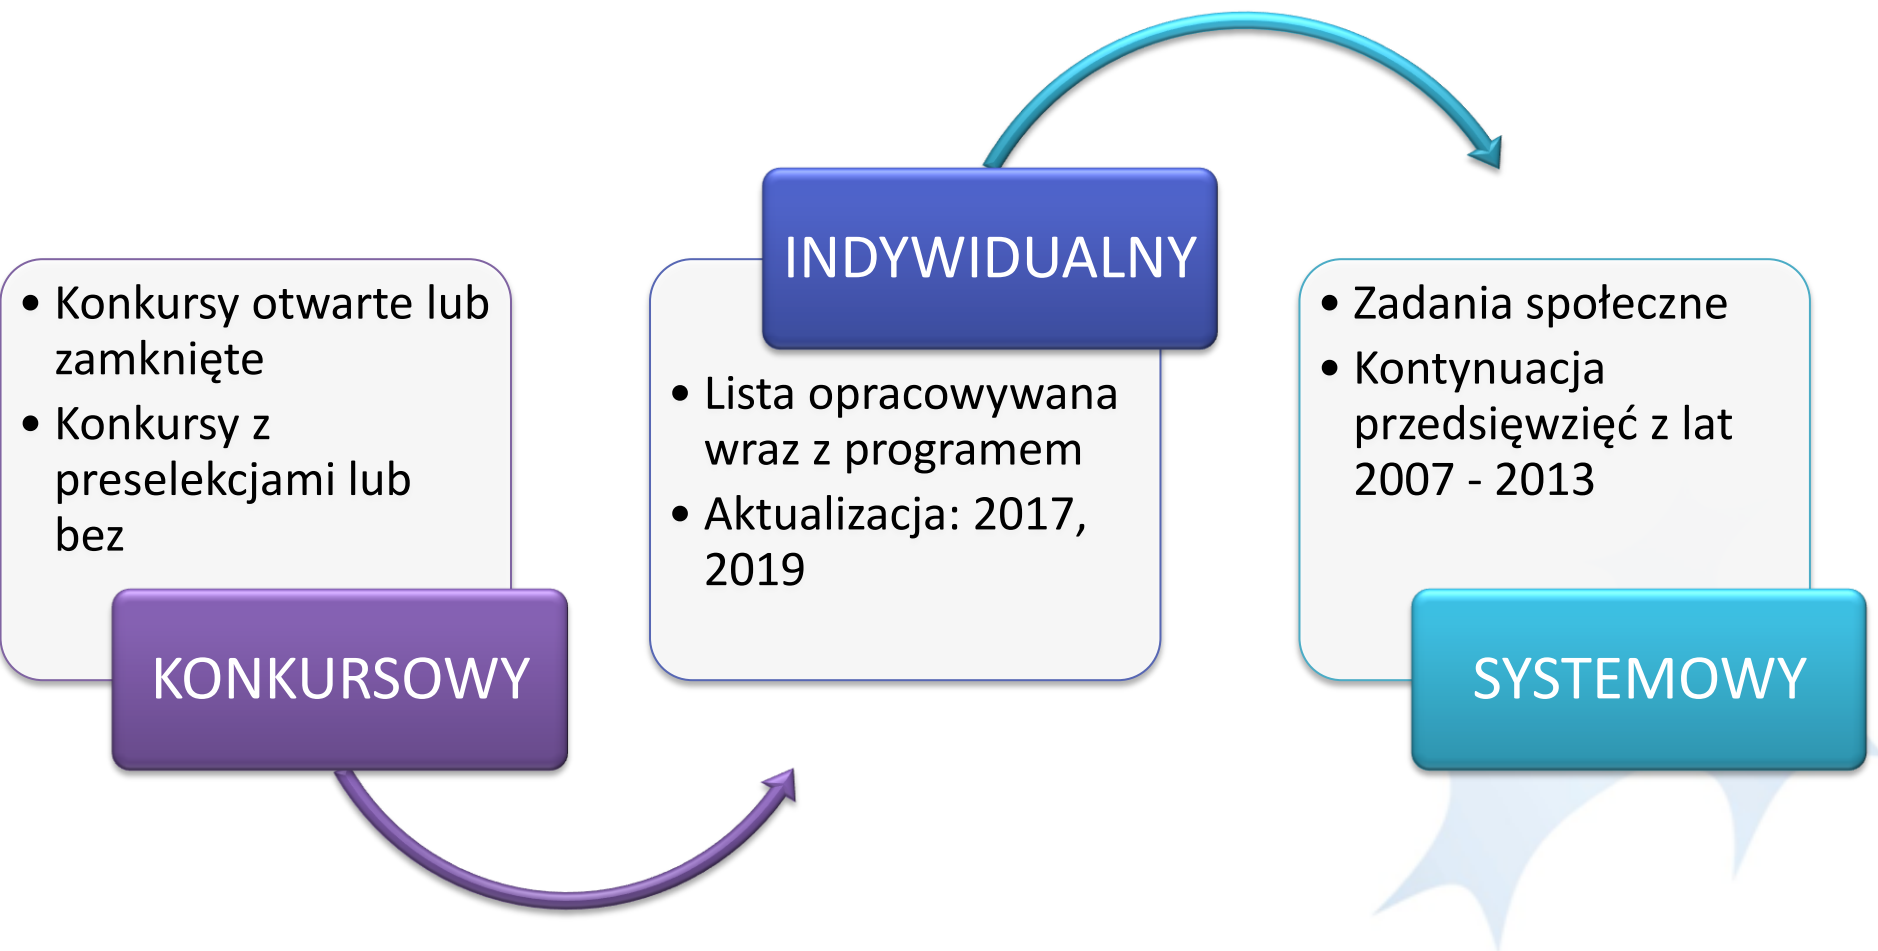 • Konkursy otwarte lub
zamknięte
• Konkursy z
preselekcjami lub
bez
KONKURSOWY
INDYWIDUALNY
• Lista opracowywana
wraz z programem
• Aktualizacja: 2017,
2019
• Zadania społeczne
• Kontynuacja
przedsięwzięć z lat
2007 - 2013
SYSTEMOWY